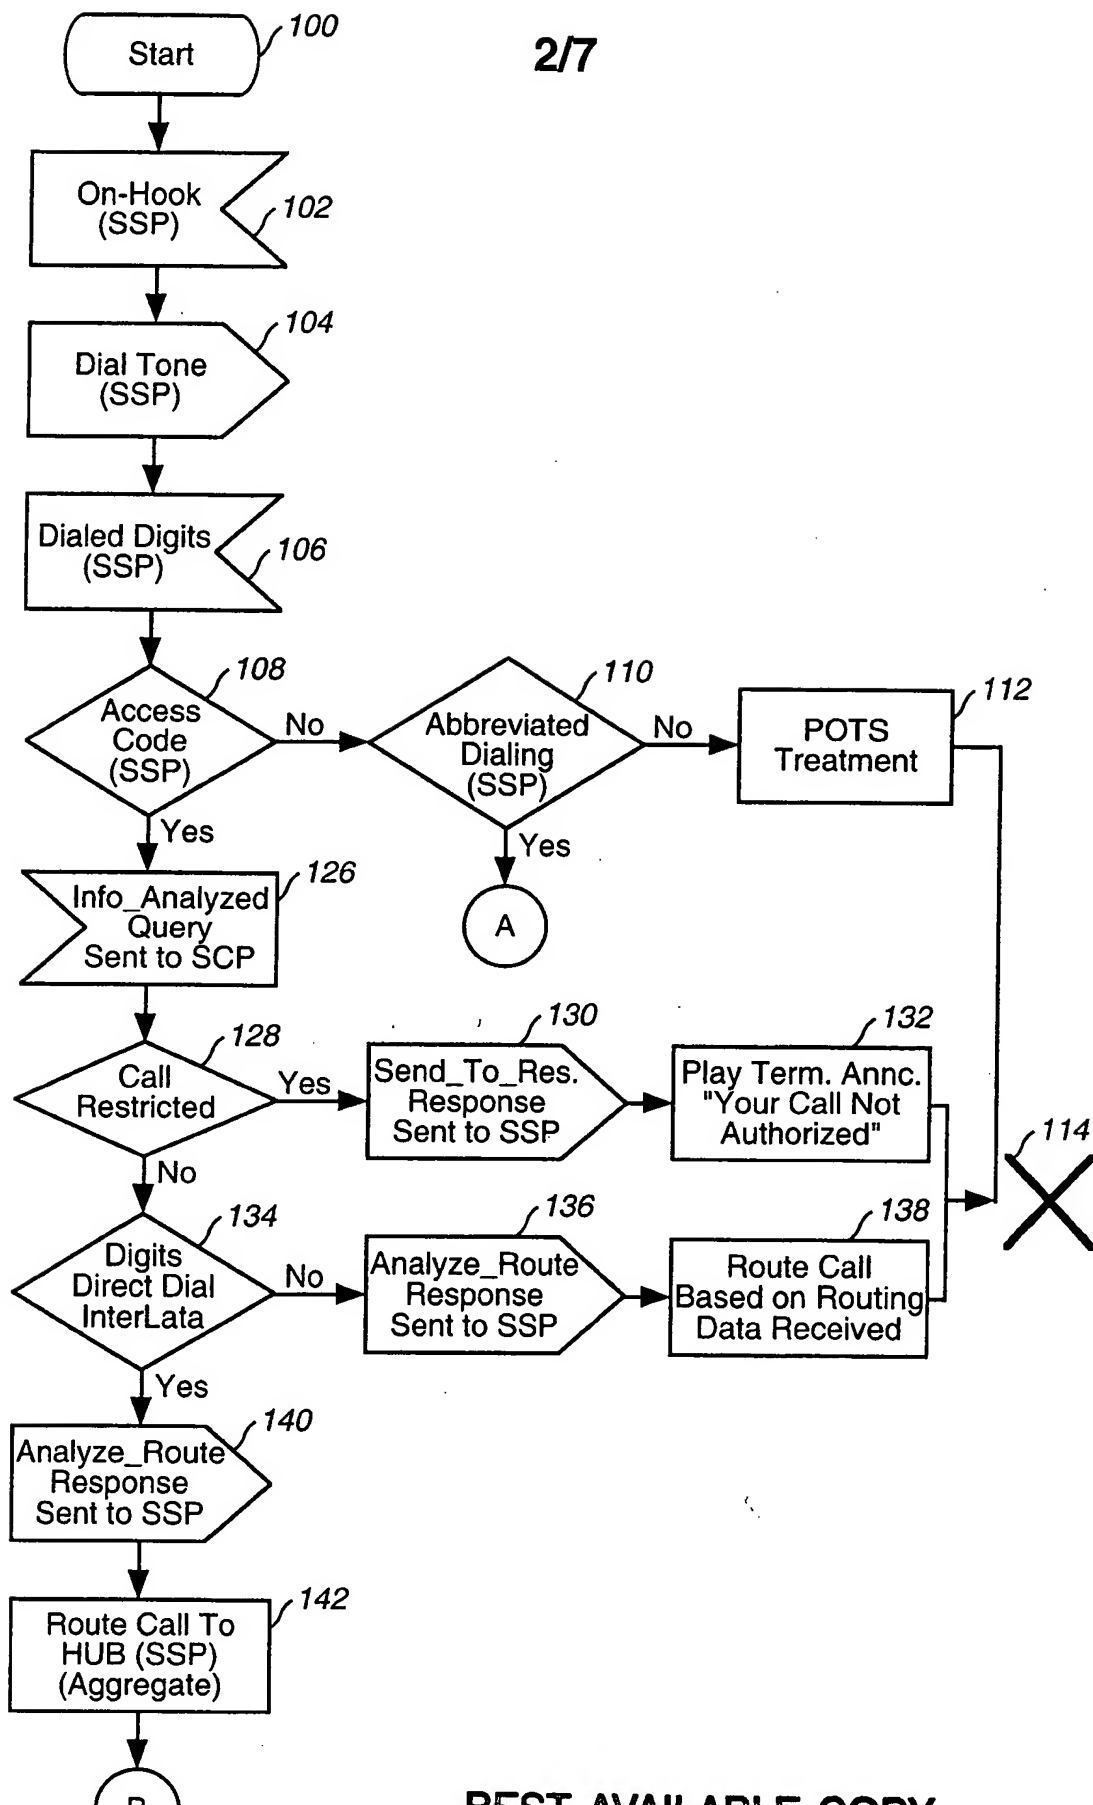 2/7
Start
100
On-Hook
(SSP)
102
Dial Tone
(SSP)
104
Dialed Digits
(SSP)
106
Access
Code
(SSP)
108
No
Yes
Abbreviated
Dialing
(SSP)
110
No
Yes
POTS
Treatment
112
A
Info_Analyzed
Query
Sent to SCP
126
Call
Restricted
128
Yes
No
Send_To_Res.
Response
Sent to SSP
130
Play Term. Annc.
"Your Call Not
Authorized"
132
114
Digits
Direct Dial
InterLata
134
No
Yes
Analyze_Route
Response
Sent to SSP
136
Route Call
Based on Routing
Data Received
138
Analyze_Route
Response
Sent to SSP
140
Route Call To
HUB (SSP)
(Aggregate)
142
BEST AVAILABLE COPY